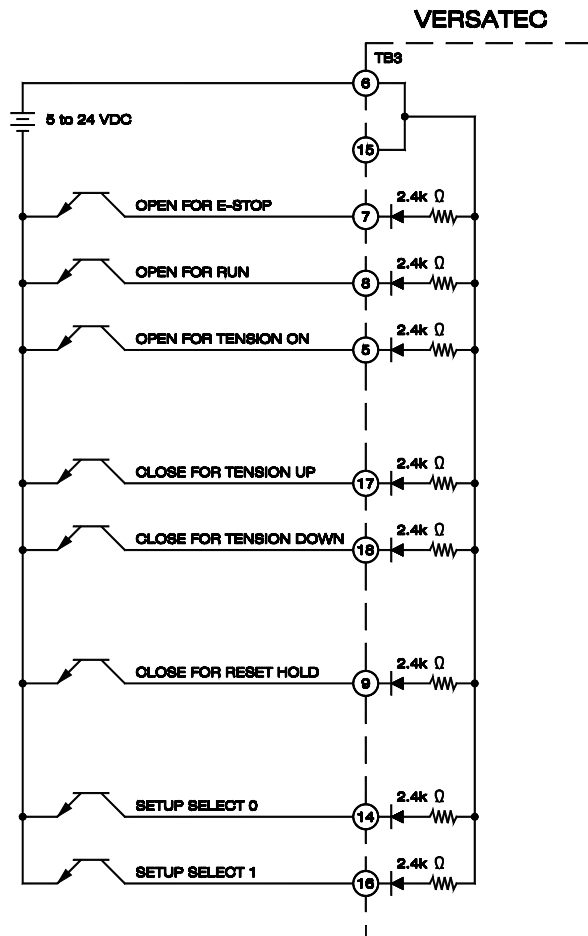 VERSATEC
TB3
6
5 to 24 VDC
15
OPEN FOR E-STOP 7 2.4k Ω
OPEN FOR RUN 8 2.4k Ω
OPEN FOR TENSION ON 5 2.4k Ω
CLOSE FOR TENSION UP 17 2.4k Ω
CLOSE FOR TENSION DOWN 18 2.4k Ω
CLOSE FOR RESET HOLD 9 2.4k Ω
SETUP SELECT 0 14 2.4k Ω
SETUP SELECT 1 16 2.4k Ω